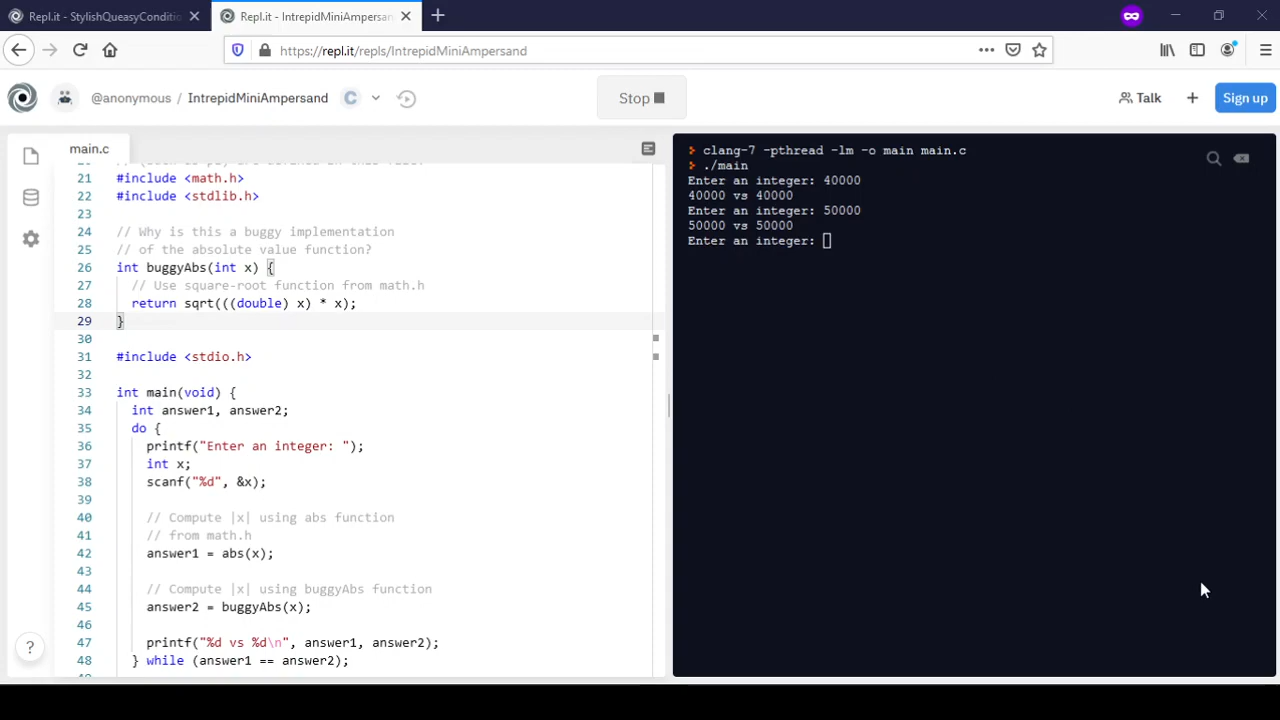 Repl.it - StylishQueasyConditio
Repl.it - IntrepidMiniAmpersan
https://repl.it/repls/IntrepidMiniAmpersand
@anonymous / IntrepidMiniAmpersand
C
Stop
Talk
Sign up
main.c
21 #include <math.h>
22 #include <stdlib.h>
23
24 // Why is this a buggy implementation
25 // of the absolute value function?
26 int buggyAbs(int x) {
27 // Use square-root function from math.h
28 return sqrt(((double) x) * x);
29 }
30
31 #include <stdio.h>
32
33 int main(void) {
34 int answer1, answer2;
35 do {
36 printf("Enter an integer: ");
37 int x;
38 scanf("%d", &x);
39
40 // Compute |x| using abs function
41 // from math.h
42 answer1 = abs(x);
43
44 // Compute |x| using buggyAbs function
45 answer2 = buggyAbs(x);
46
47 printf("%d vs %d\n", answer1, answer2);
48 } while (answer1 == answer2);
?
clang-7 -pthread -lm -o main main.c
./main
Enter an integer: 40000
40000 vs 40000
Enter an integer: 50000
50000 vs 50000
Enter an integer: